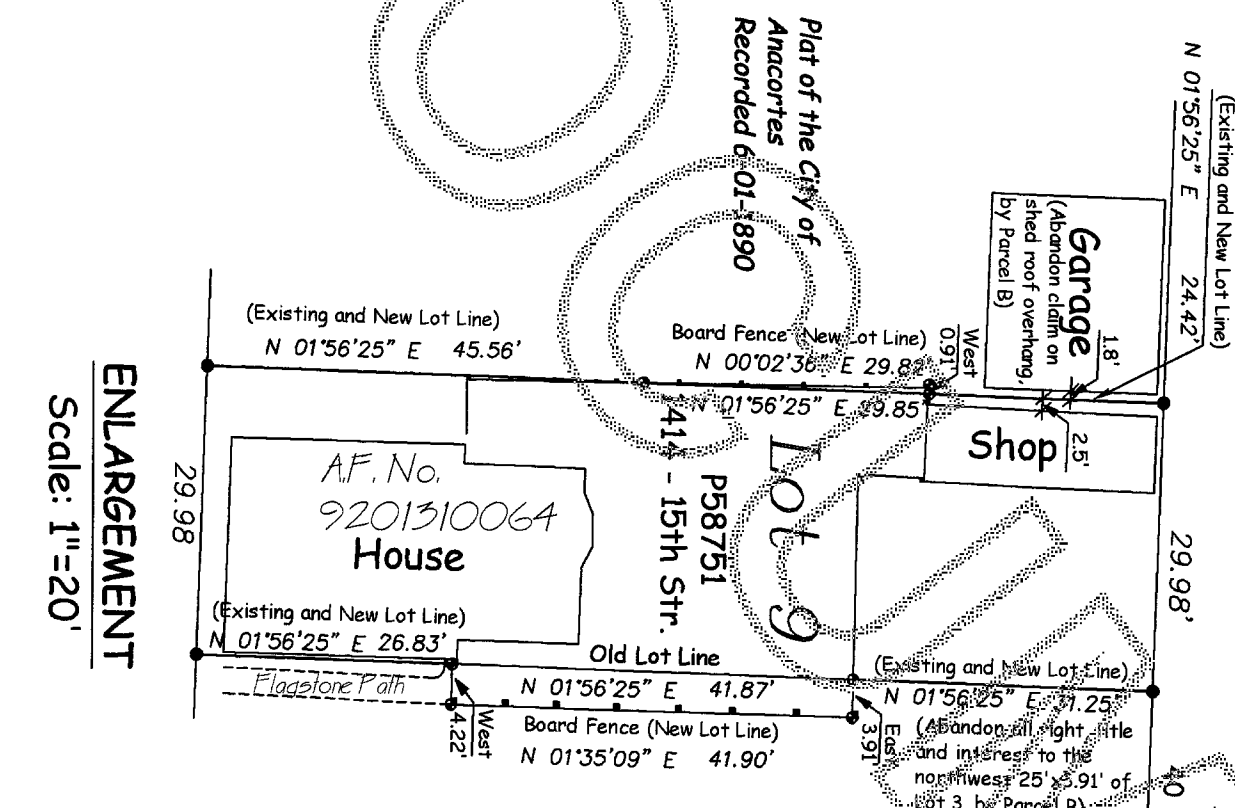 Plat of the City of
Anacortes
Recorded 6-01-1890
(Existing and New Lot Line)
N 01°56'25" E 24.42'
Garage
(Abandon claim on
shed roof overhang,
by Parcel B)
1.8'
(Existing and New Lot Line)
N 01°56'25" E 45.56'
Board Fence (New Lot Line)
N 00°02'36" E 29.82'
West
0.91'
N 01°56'25" E 29.85'
Shop
2.5'
ENLARGEMENT
Scale: 1"=20'
29.98
A.F. No.
9201310064
House
Lot 9
P58751
1414 - 15th Str.
29.98'
(Existing and New Lot Line)
N 01°56'25" E 26.83'
Flagstone Path
Old Lot Line
N 01°56'25" E 41.87'
Board Fence (New Lot Line)
N 01°35'09" E 41.90'
West
4.22'
East
3.91'
(Existing and New Lot Line)
N 01°56'25" E 31.25'
(Abandon all right title
and interest to the
northwest 25'x3.91' of
Lot 3, by Parcel B)